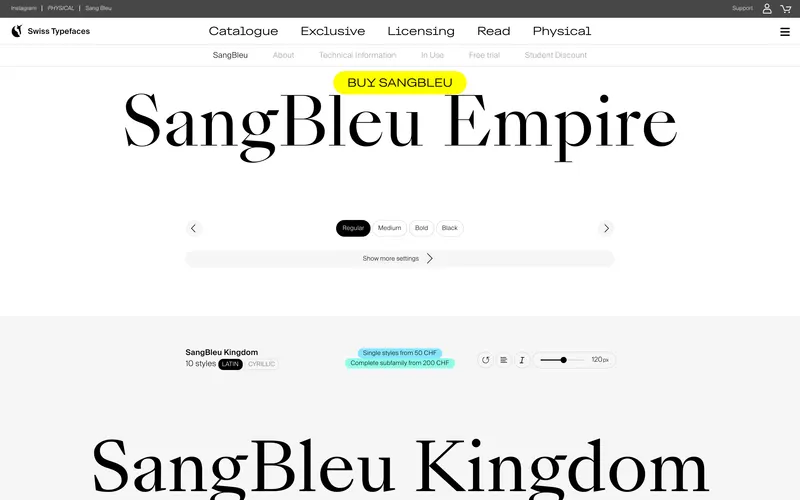 Instagram | PHYSICAL | Sang Bleu Support
Swiss Typefaces Catalogue Exclusive Licensing Read Physical
SangBleu About Technical Information In Use Free trial Student Discount
BUY SANGBLEU
SangBleu Empire
Regular Medium Bold Black
Show more settings
SangBleu Kingdom
10 styles LATIN CYRILLIC
Single styles from 50 CHF
Complete subfamily from 200 CHF
I 120px
SangBleu Kingdom